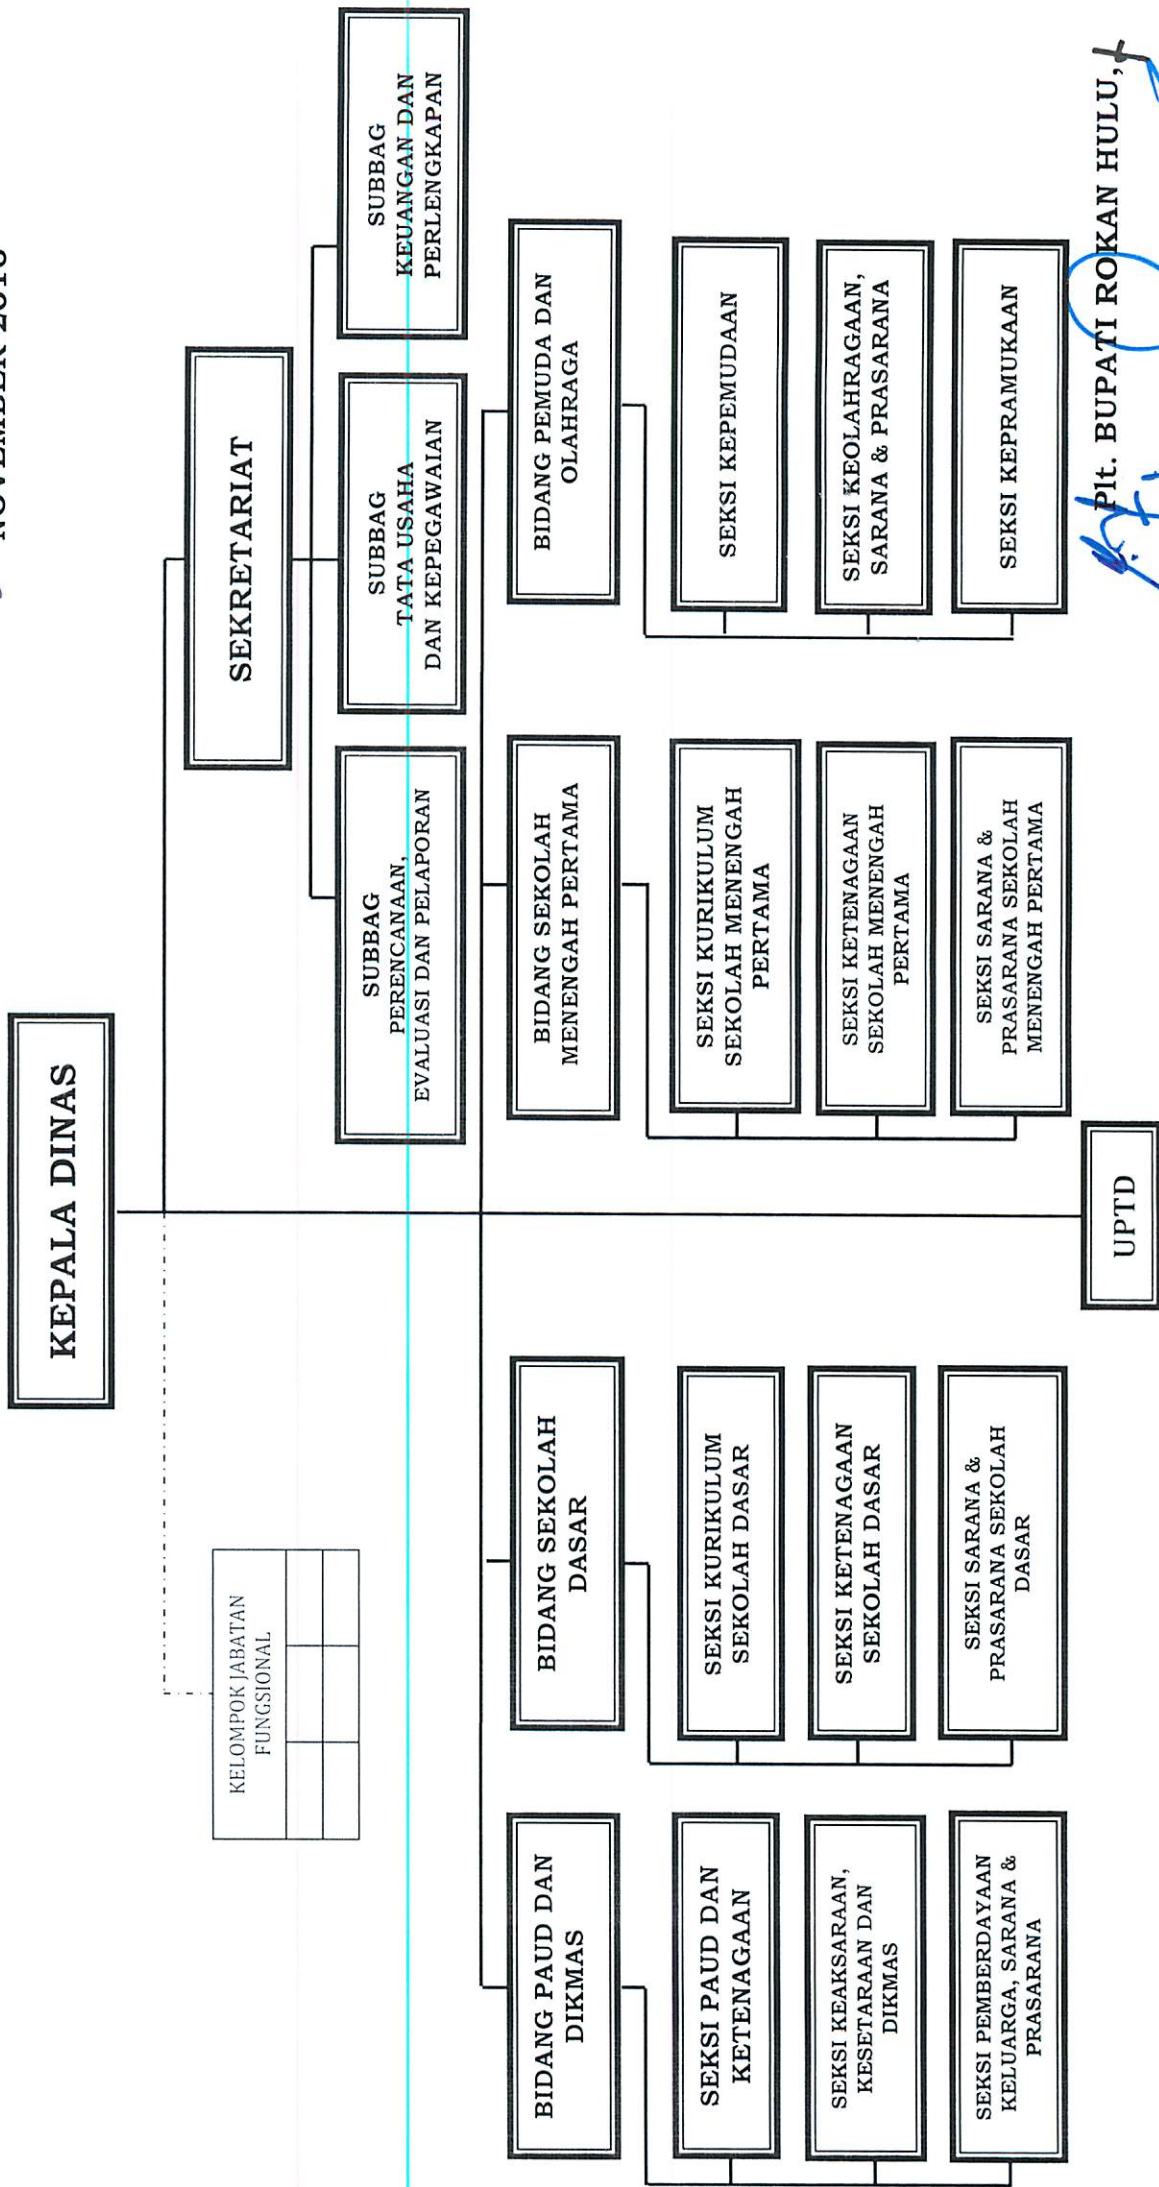 NOVEMBER 2016
KEPALA DINAS
KELOMPOK JABATAN
FUNGSIONAL
SEKRETARIAT
SUBBAG
PERENCANAAN,
EVALUASI DAN PELAPORAN
SUBBAG
TATA USAHA
DAN KEPEGAWAIAN
SUBBAG
KEUANGAN DAN
PERLENGKAPAN
BIDANG PAUD DAN
DIKMAS
BIDANG SEKOLAH
DASAR
BIDANG SEKOLAH
MENENGAH PERTAMA
BIDANG PEMUDA DAN
OLAHRAGA
SEKSI PAUD DAN
KETENAGAAN
SEKSI KURIKULUM
SEKOLAH DASAR
SEKSI KURIKULUM
SEKOLAH MENENGAH
PERTAMA
SEKSI KEPEMUDAAN
SEKSI KEAKSARAAN,
KESETARAAN DAN
DIKMAS
SEKSI KETENAGAAN
SEKOLAH DASAR
SEKSI KETENAGAAN
SEKOLAH MENENGAH
PERTAMA
SEKSI KEOLAHRAGAAN,
SARANA & PRASARANA
SEKSI PEMBERDAYAAN
KELUARGA, SARANA &
PRASARANA
SEKSI SARANA &
PRASARANA SEKOLAH
DASAR
SEKSI SARANA &
PRASARANA SEKOLAH
MENENGAH PERTAMA
SEKSI KEPRAMUKAAN
UPTD
Plt. BUPATI ROKAN HULU,